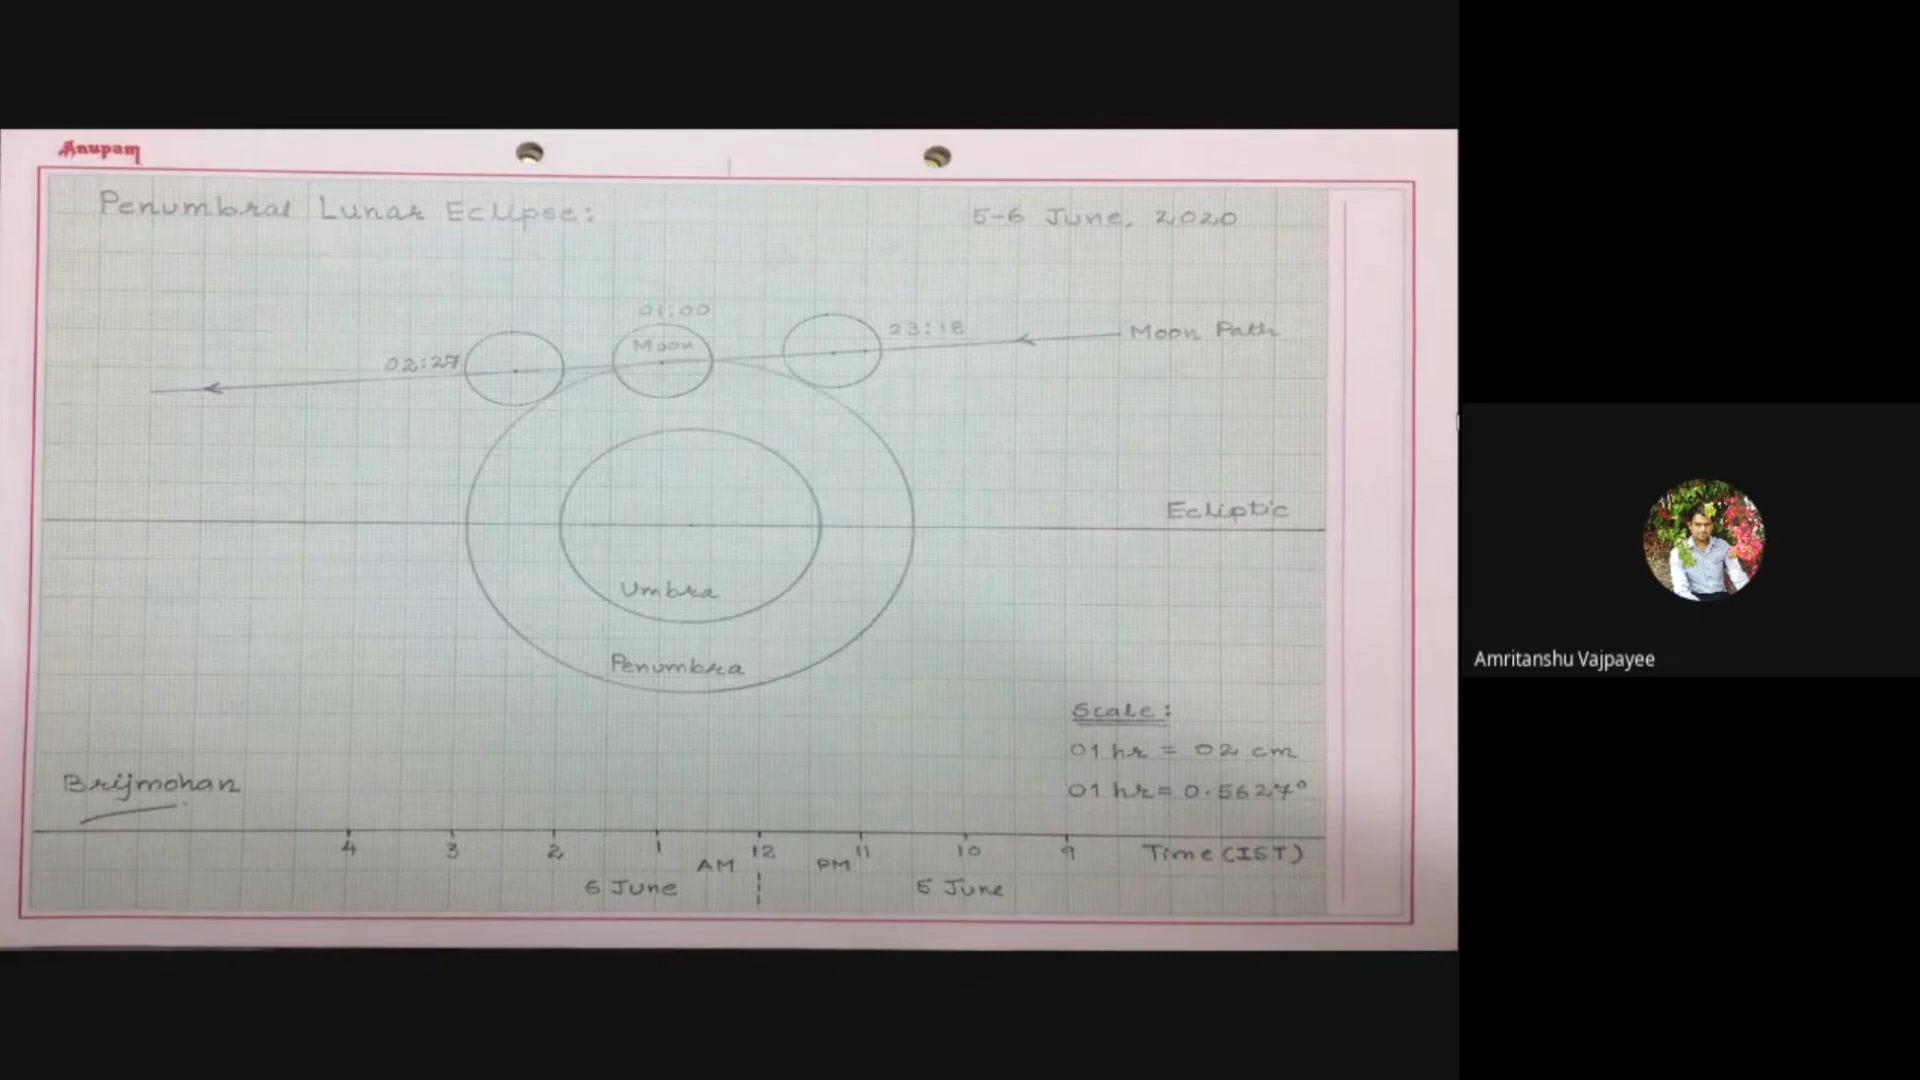 Anupam
Penumbral Lunar Eclipse:
5-6 June, 2020
01:00
Moon
23:18
Moon Path
02:27
Ecliptic
Umbra
Penumbra
Scale:
01 hr = 02 cm
01 hr = 0.5627°
Brijmohan
4 3 2 1 12 11 10 9 Time (IST)
AM PM
6 June 5 June
Amritanshu Vajpayee